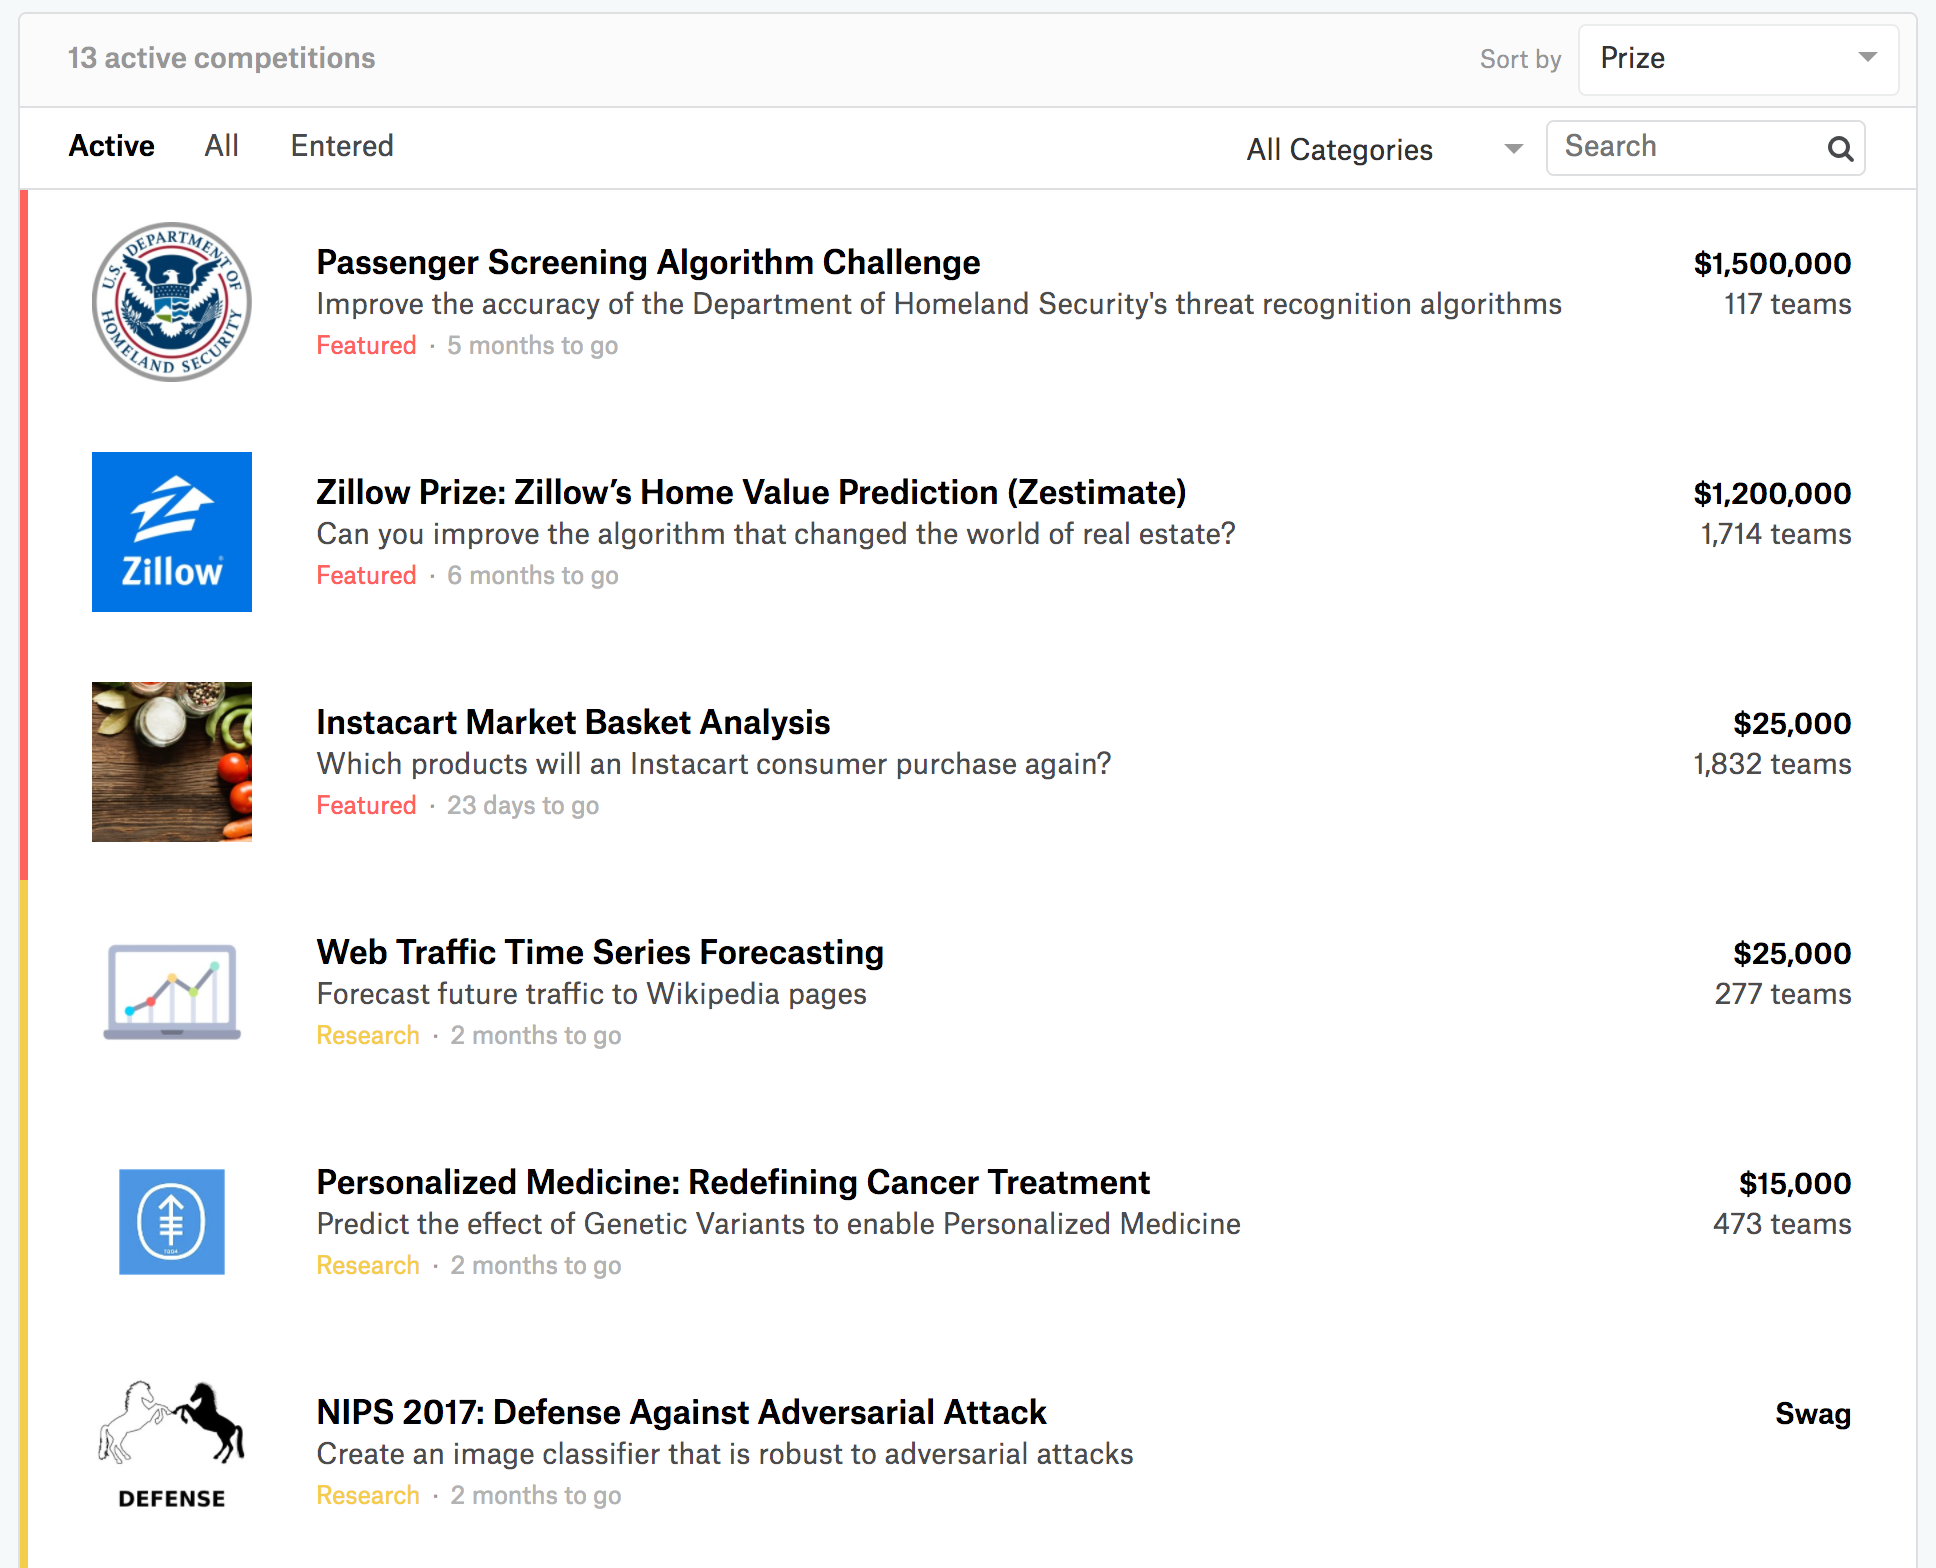 13 active competitions
Sort by
Prize
Active
All
Entered
All Categories
Search
U.S. DEPARTMENT OF HOMELAND SECURITY
Passenger Screening Algorithm Challenge
$1,500,000
Improve the accuracy of the Department of Homeland Security's threat recognition algorithms
117 teams
Featured · 5 months to go
Zillow
Zillow Prize: Zillow’s Home Value Prediction (Zestimate)
$1,200,000
Can you improve the algorithm that changed the world of real estate?
1,714 teams
Featured · 6 months to go
Instacart Market Basket Analysis
$25,000
Which products will an Instacart consumer purchase again?
1,832 teams
Featured · 23 days to go
Web Traffic Time Series Forecasting
$25,000
Forecast future traffic to Wikipedia pages
277 teams
Research · 2 months to go
Personalized Medicine: Redefining Cancer Treatment
$15,000
Predict the effect of Genetic Variants to enable Personalized Medicine
473 teams
Research · 2 months to go
NIPS 2017: Defense Against Adversarial Attack
Swag
Create an image classifier that is robust to adversarial attacks
Research · 2 months to go
DEFENSE